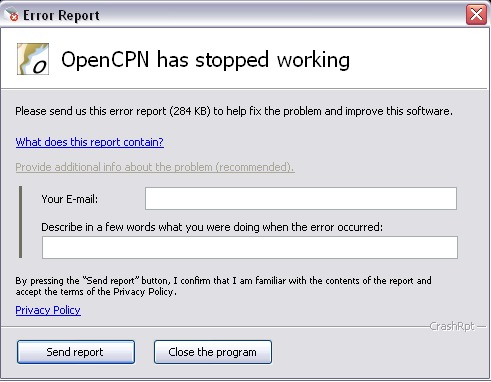 Error Report
OpenCPN has stopped working
Please send us this error report (284 KB) to help fix the problem and improve this software.
What does this report contain?
Provide additional info about the problem (recommended).
Your E-mail:
Describe in a few words what you were doing when the error occurred:
By pressing the "Send report" button, I confirm that I am familiar with the contents of the report and
accept the terms of the Privacy Policy.
Privacy Policy
CrashRpt
Send report
Close the program